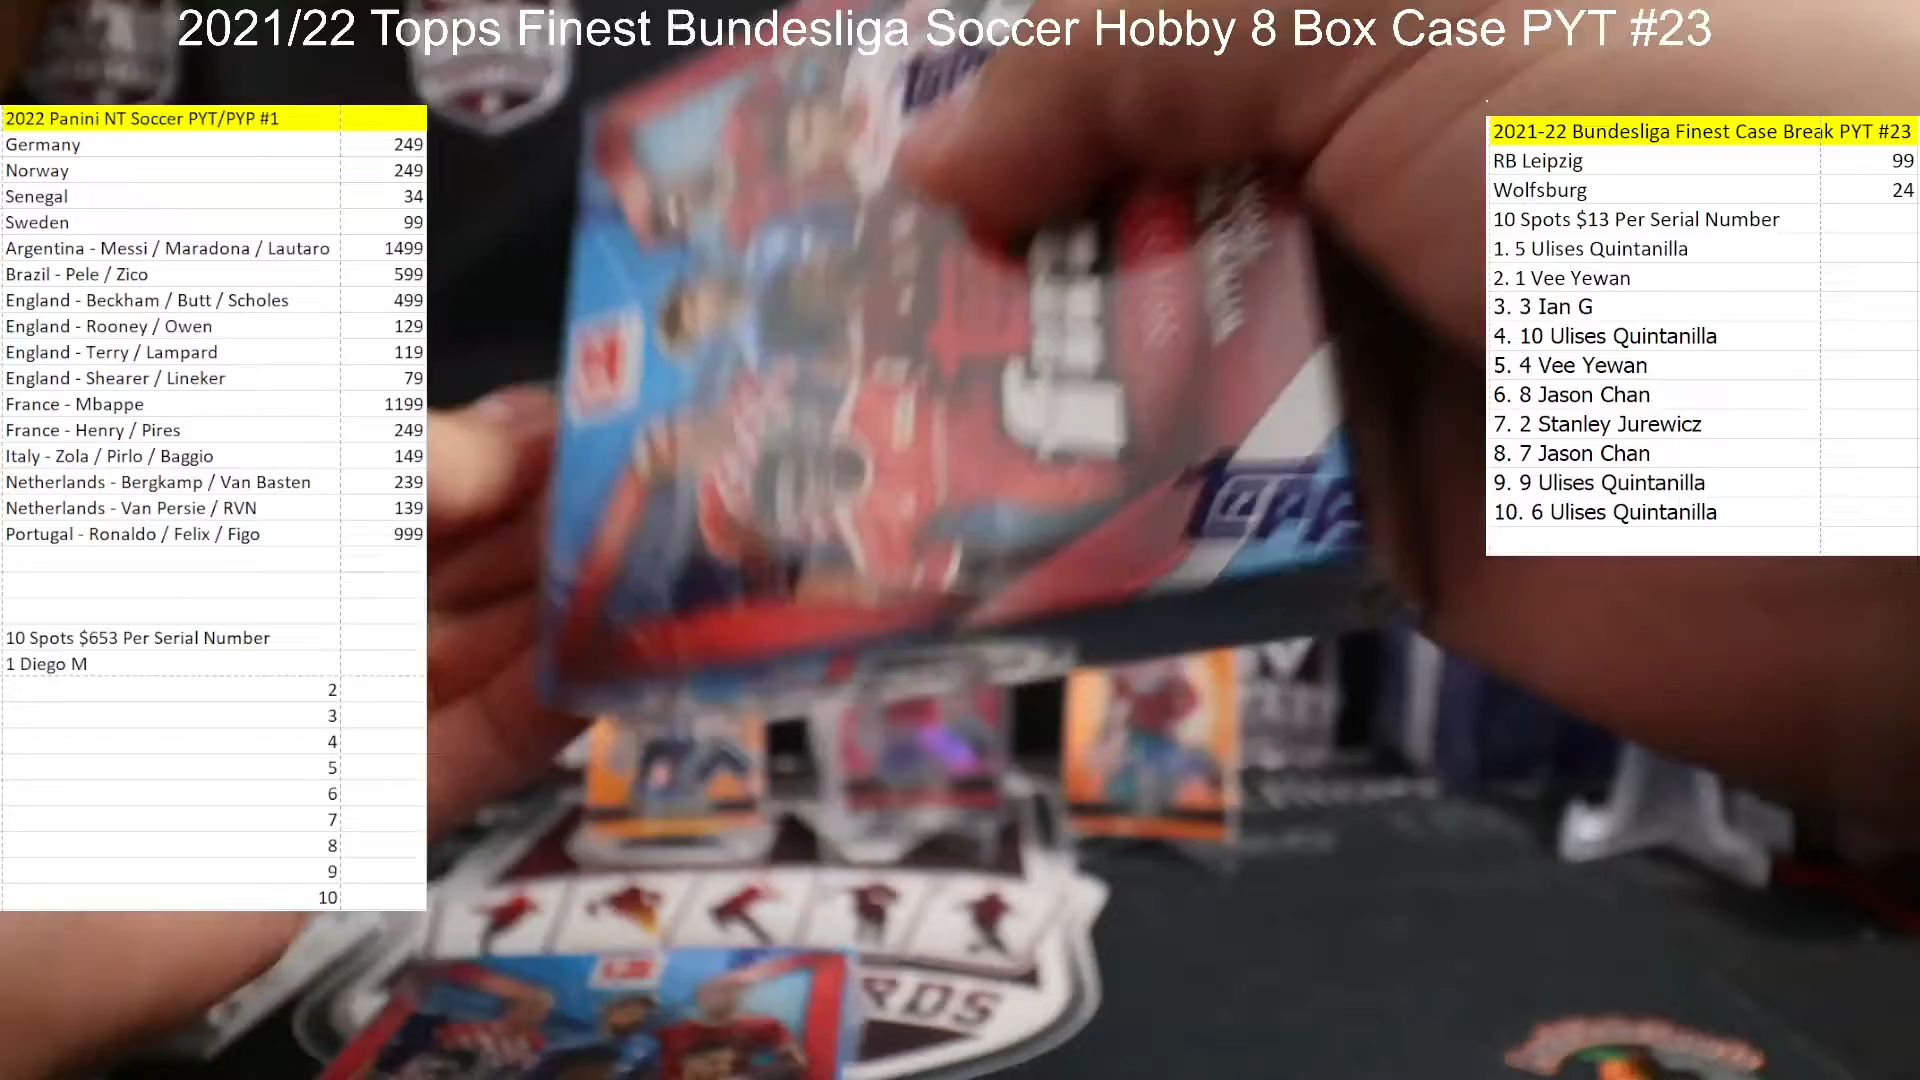 2021/22 Topps Finest Bundesliga Soccer Hobby 8 Box Case PYT #23
2022 Panini NT Soccer PYT/PYP #1
Germany 249
Norway 249
Senegal 34
Sweden 99
Argentina - Messi / Maradona / Lautaro 1499
Brazil - Pele / Zico 599
England - Beckham / Butt / Scholes 499
England - Rooney / Owen 129
England - Terry / Lampard 119
England - Shearer / Lineker 79
France - Mbappe 1199
France - Henry / Pires 249
Italy - Zola / Pirlo / Baggio 149
Netherlands - Bergkamp / Van Basten 239
Netherlands - Van Persie / RVN 139
Portugal - Ronaldo / Felix / Figo 999
10 Spots $653 Per Serial Number
1 Diego M
2
3
4
5
6
7
8
9
10
2021-22 Bundesliga Finest Case Break PYT #23
RB Leipzig 99
Wolfsburg 24
10 Spots $13 Per Serial Number
1. 5 Ulises Quintanilla
2. 1 Vee Yewan
3. 3 Ian G
4. 10 Ulises Quintanilla
5. 4 Vee Yewan
6. 8 Jason Chan
7. 2 Stanley Jurewicz
8. 7 Jason Chan
9. 9 Ulises Quintanilla
10. 6 Ulises Quintanilla
Topps